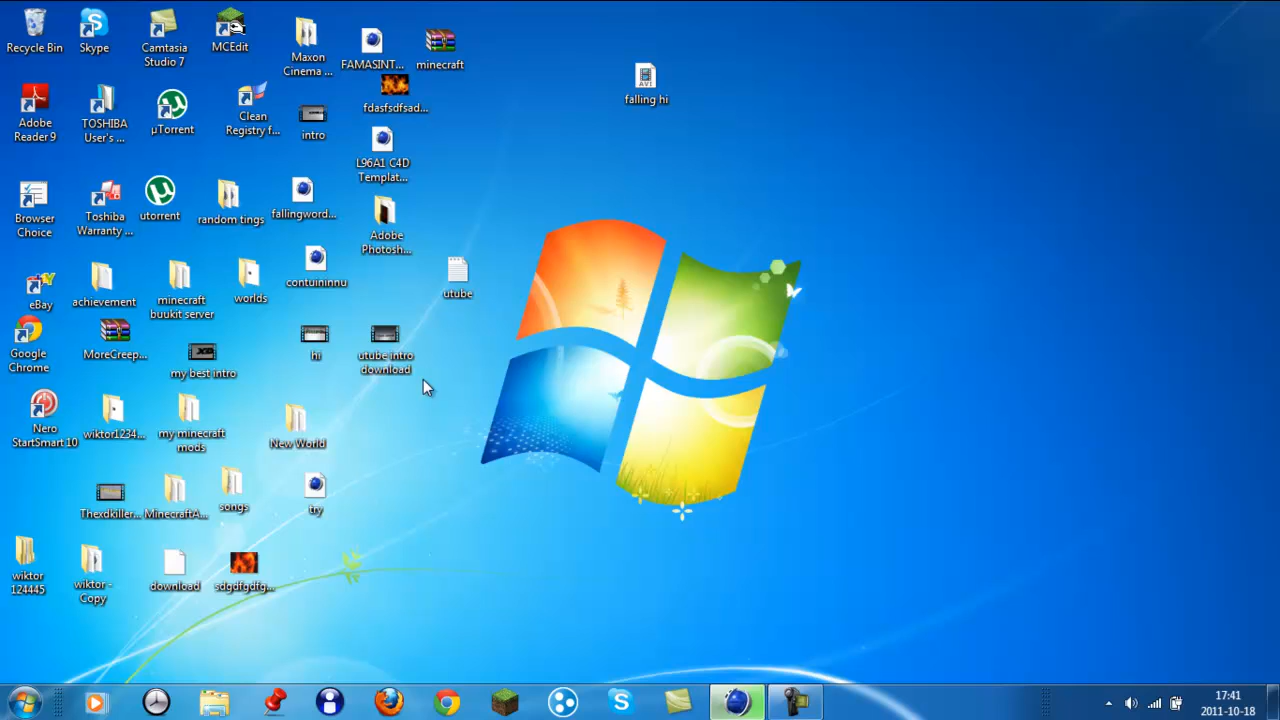 Recycle Bin
Skype
Camtasia
Studio 7
MCEdit
Maxon
Cinema ...
FAMASINT...
minecraft
fdasfsdfsad...
AVI
falling hi
Adobe
Reader 9
TOSHIBA
User's ...
µTorrent
Clean
Registry f...
intro
L96A1 C4D
Templat...
Browser
Choice
Toshiba
Warranty ...
utorrent
random tings
fallingword...
Adobe
Photosh...
eBay
achievement
minecraft
buukit server
worlds
contuininnu
utube
Google
Chrome
MoreCreep...
my best intro
hi
utube intro
download
Nero
StartSmart 10
wiktor1234...
my minecraft
mods
New World
Thexdkiller...
MinecraftA...
songs
try
wiktor
124445
wiktor -
Copy
download
sdgdfgdfg...
17:41
2011-10-18